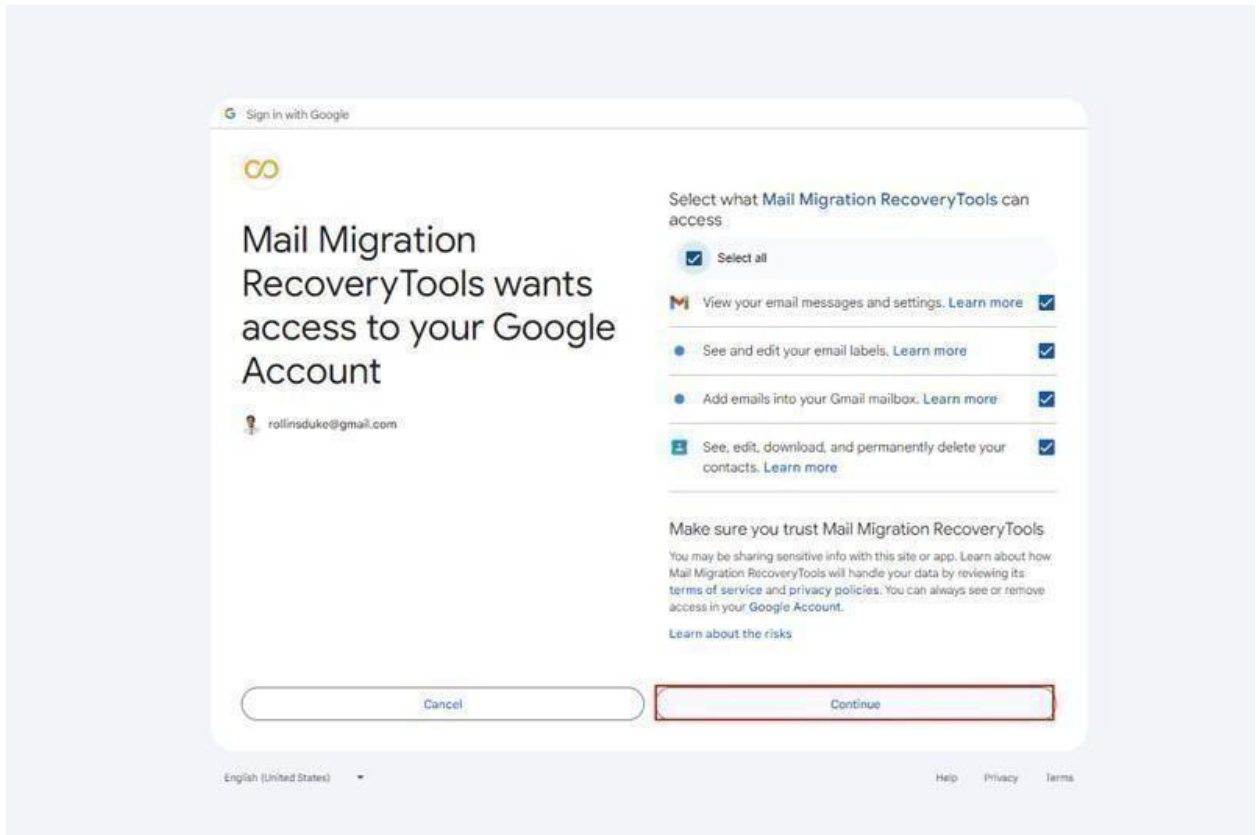 Sign in with Google
Mail Migration
RecoveryTools wants
access to your Google
Account
rollinsduke@gmail.com
Select what Mail Migration RecoveryTools can
access
Select all
View your email messages and settings. Learn more
See and edit your email labels. Learn more
Add emails into your Gmail mailbox. Learn more
See, edit, download, and permanently delete your
contacts. Learn more
Make sure you trust Mail Migration RecoveryTools
You may be sharing sensitive info with this site or app. Learn about how
Mail Migration RecoveryTools will handle your data by reviewing its
terms of service and privacy policies. You can always see or remove
access in your Google Account.
Learn about the risks
Cancel
Continue
English (United States)
Help Privacy Terms